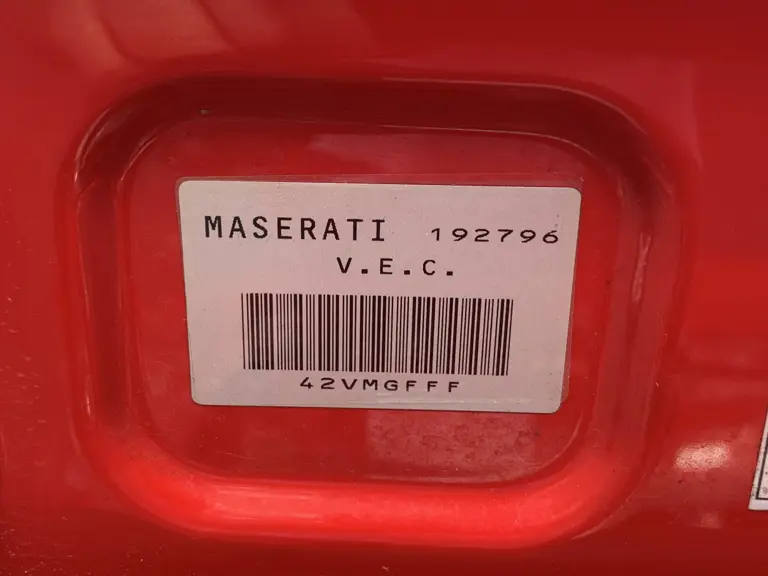 MASERATI 192796
V.E.C.
42VMGFFF